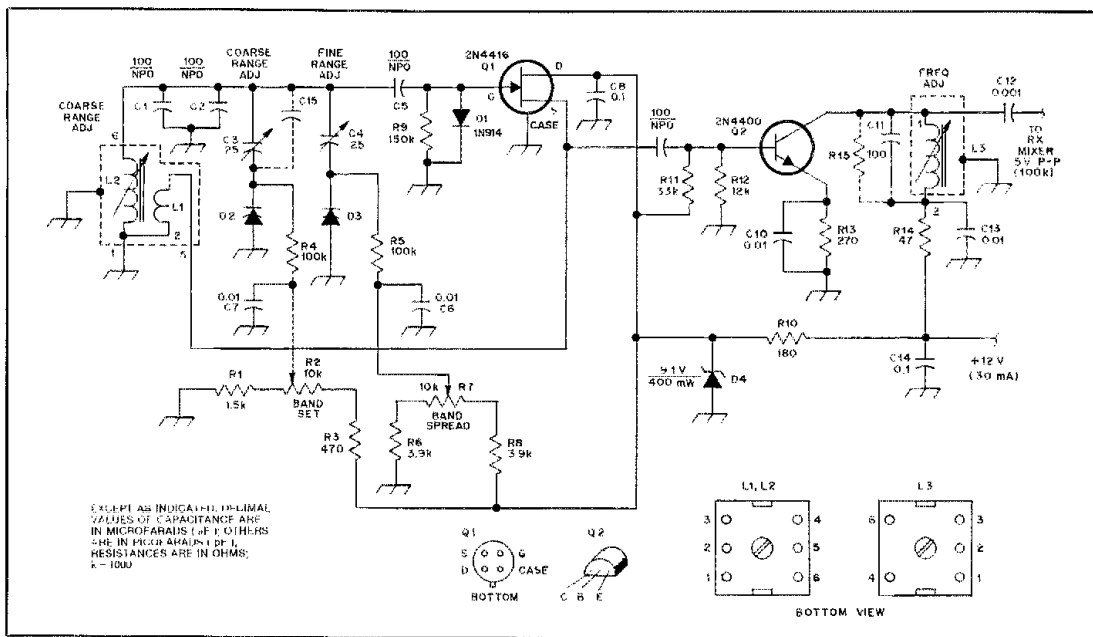 COARSE RANGE ADJ
100 NPO
C1
100 NPO
C2
COARSE RANGE ADJ
C3 25
C15
FINE RANGE ADJ
C4 25
100 NPO
C5
R9 150k
D1 1N914
2N4416
Q1
G
D
S
CASE
C8 0.1
6
L2
L1
1
2
5
D2
D3
R4 100k
R5 100k
0.01 C7
0.01 C6
R1 1.5k
R2 10k
BAND SET
R3 470
10k R7
BAND SPREAD
R6 3.9k
R8 3.9k
100 NPO
R11 33k
R12 12k
2N4400
Q2
C10 0.01
R13 270
R15
C11 100
FREQ ADJ
1
L3
2
C12 0.001
TO RX MIXER 5V P-P (100k)
R14 47
C13 0.01
R10 180
9.1V 400 mW
D4
C14 0.1
+12V (30 mA)
EXCEPT AS INDICATED, DECIMAL
VALUES OF CAPACITANCE ARE
IN MICROFARADS (µF); OTHERS
ARE IN PICOFARADS (pF);
RESISTANCES ARE IN OHMS;
k = 1000
Q1
S
G
D
CASE
BOTTOM
Q2
C B E
L1, L2
3 4
2 5
1 6
L3
6 3
2
4 1
BOTTOM VIEW